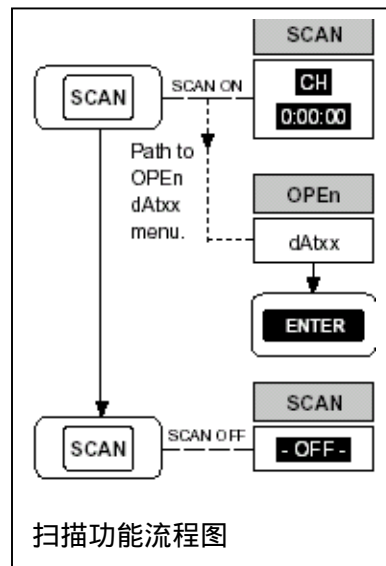 SCAN
SCAN
SCAN ON
CH
0:00:00
Path to
OPEn
dAtxx
menu.
OPEn
dAtxx
ENTER
SCAN
SCAN
SCAN OFF
- OFF -
扫描功能流程图